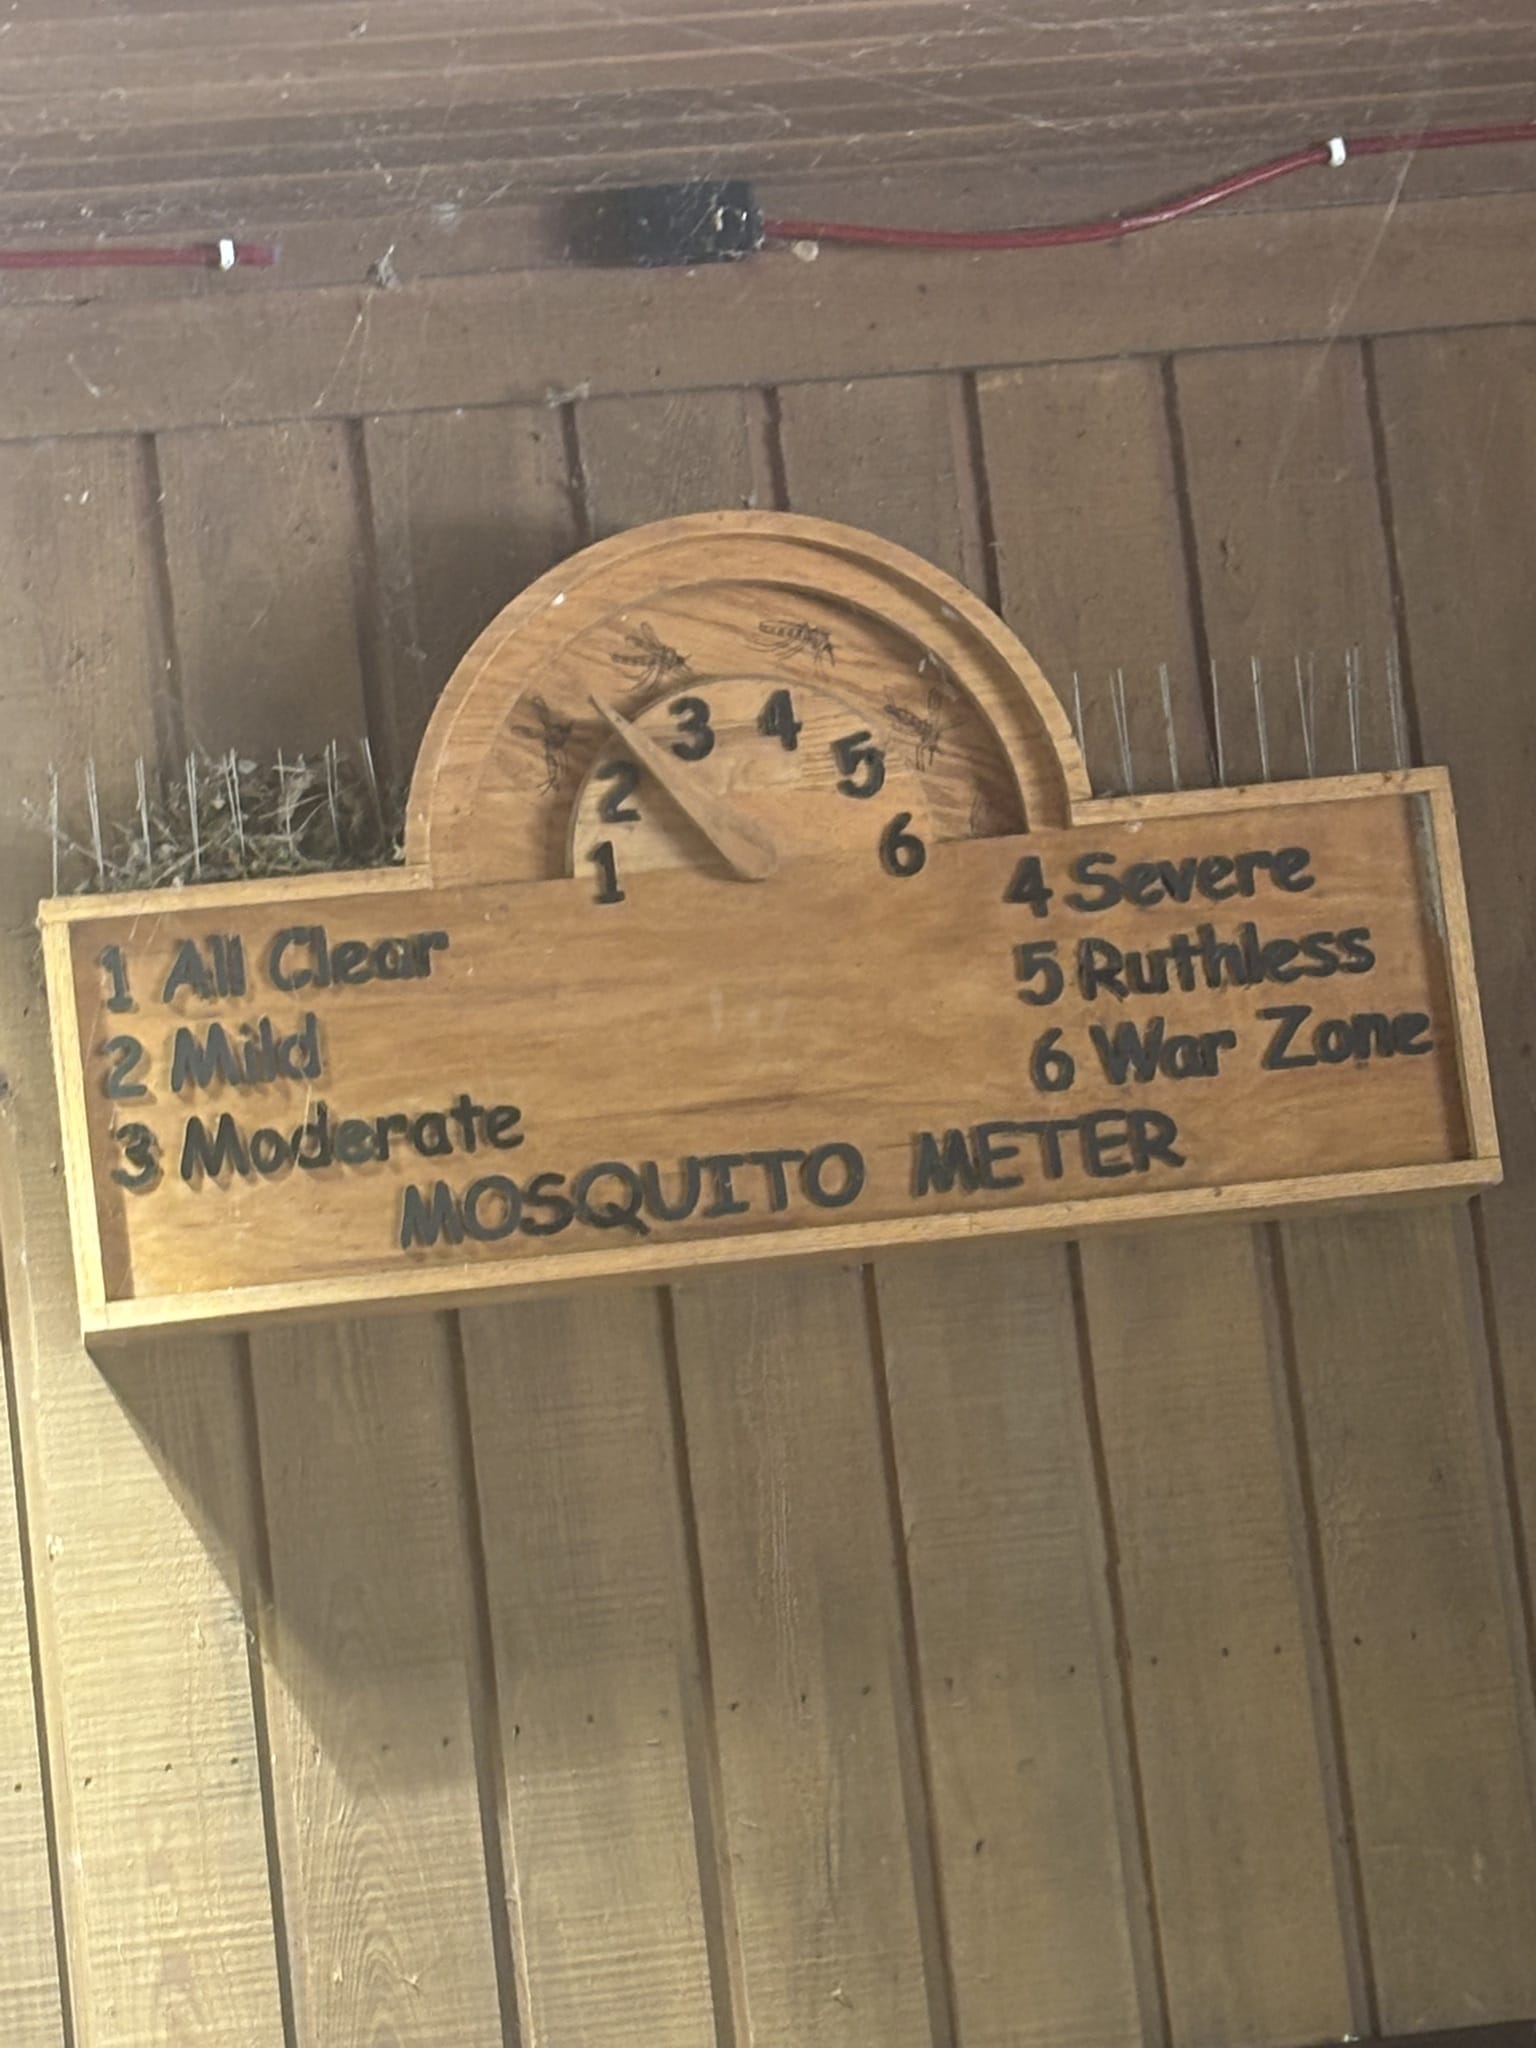 1 2 3 4 5 6
1 All Clear
2 Mild
3 Moderate
4 Severe
5 Ruthless
6 War Zone
MOSQUITO METER